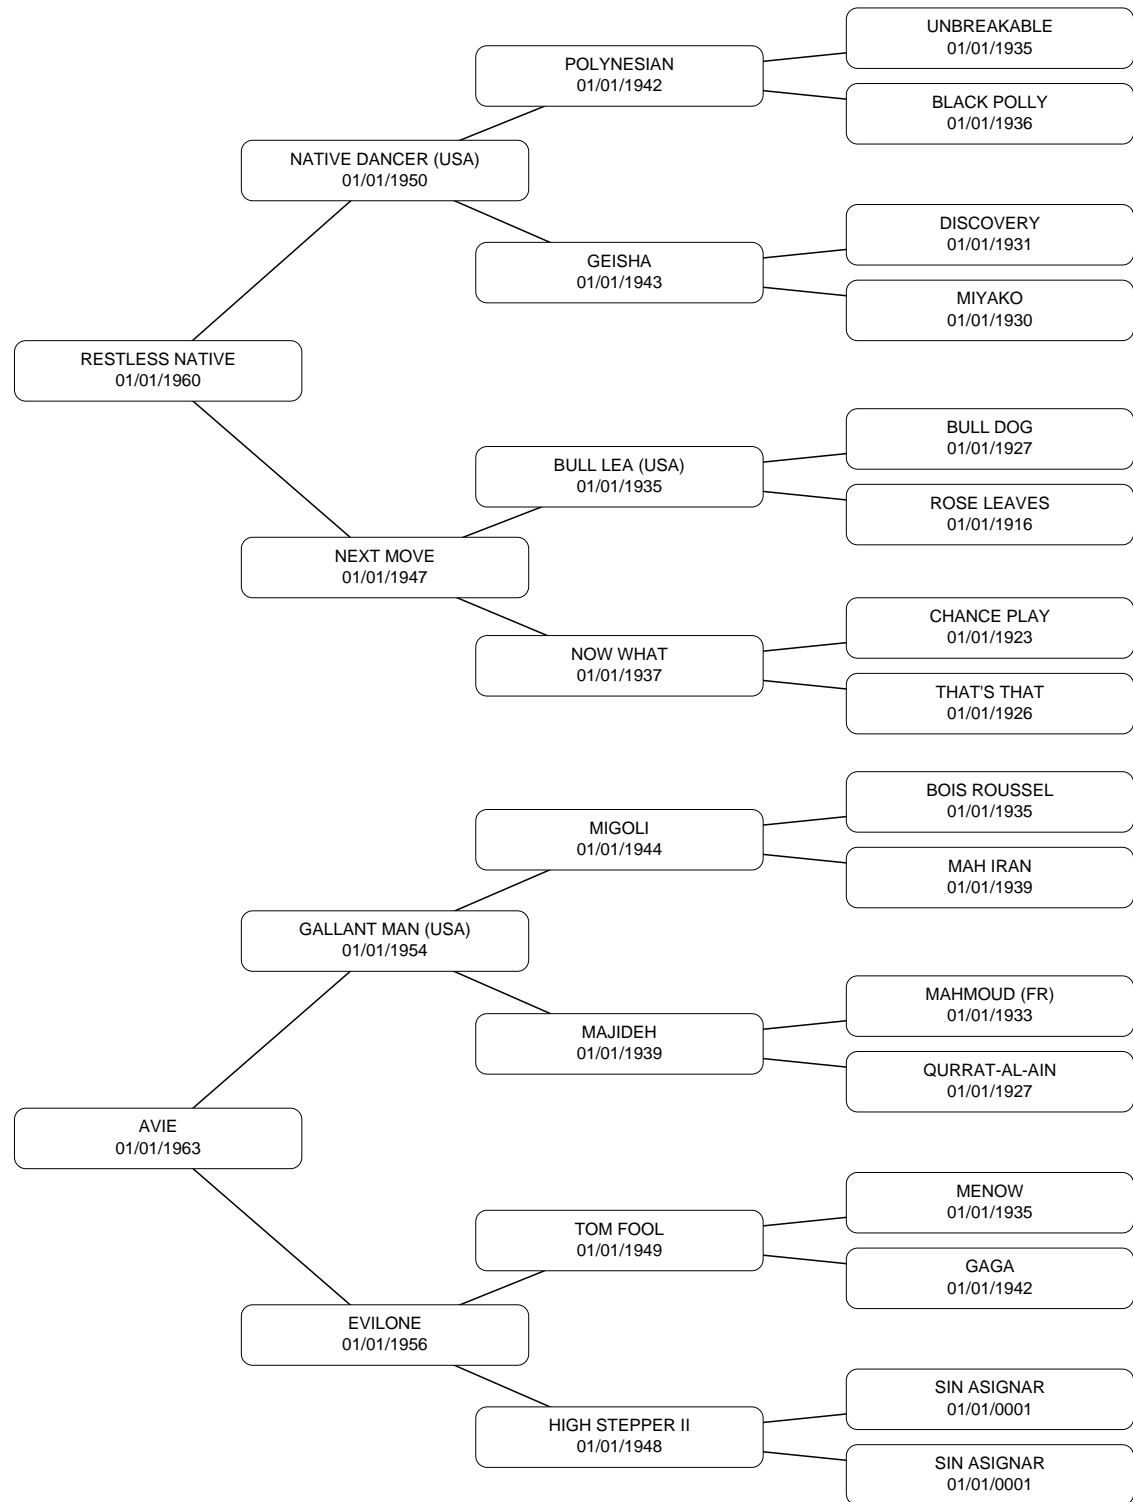 UNBREAKABLE
01/01/1935
POLYNESIAN
01/01/1942
BLACK POLLY
01/01/1936
NATIVE DANCER (USA)
01/01/1950
DISCOVERY
01/01/1931
GEISHA
01/01/1943
MIYAKO
01/01/1930
RESTLESS NATIVE
01/01/1960
BULL DOG
01/01/1927
BULL LEA (USA)
01/01/1935
ROSE LEAVES
01/01/1916
NEXT MOVE
01/01/1947
CHANCE PLAY
01/01/1923
NOW WHAT
01/01/1937
THAT'S THAT
01/01/1926
BOIS ROUSSEL
01/01/1935
MIGOLI
01/01/1944
MAH IRAN
01/01/1939
GALLANT MAN (USA)
01/01/1954
MAHMOUD (FR)
01/01/1933
MAJIDEH
01/01/1939
QURRAT-AL-AIN
01/01/1927
AVIE
01/01/1963
MENOW
01/01/1935
TOM FOOL
01/01/1949
GAGA
01/01/1942
EVILONE
01/01/1956
SIN ASIGNAR
01/01/0001
HIGH STEPPER II
01/01/1948
SIN ASIGNAR
01/01/0001